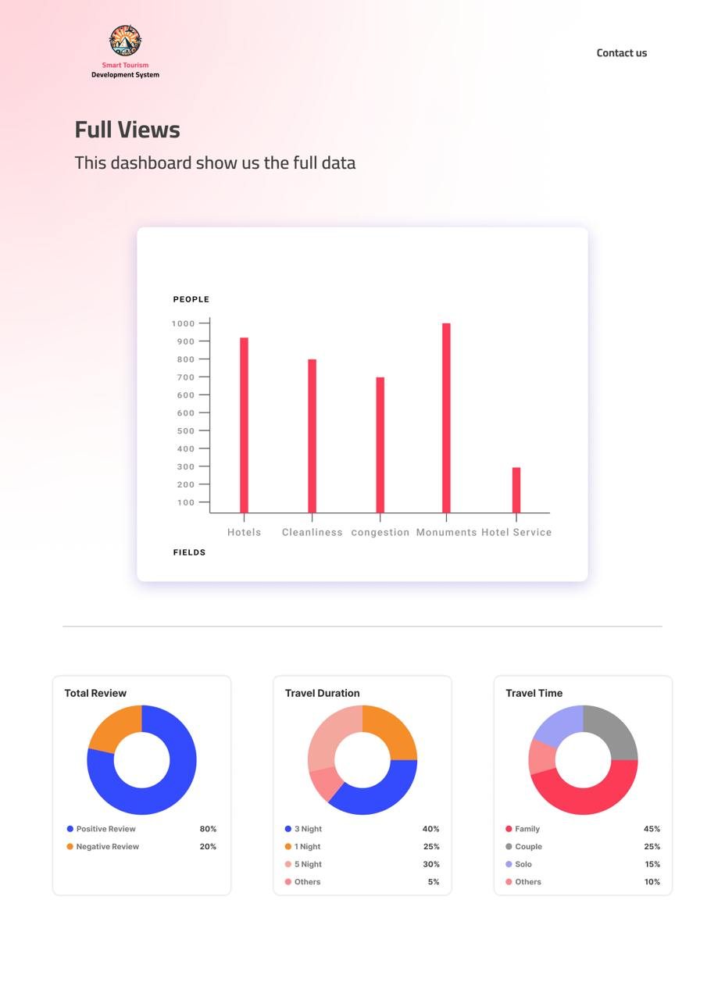 Smart Tourism
Development System
Contact us
Full Views
This dashboard show us the full data
PEOPLE
1000
900
800
700
600
600
500
400
300
200
100
Hotels Cleanliness congestion Monuments Hotel Service
FIELDS
Total Review
Positive Review 80%
Negative Review 20%
Travel Duration
3 Night 40%
1 Night 25%
5 Night 30%
Others 5%
Travel Time
Family 45%
Couple 25%
Solo 15%
Others 10%